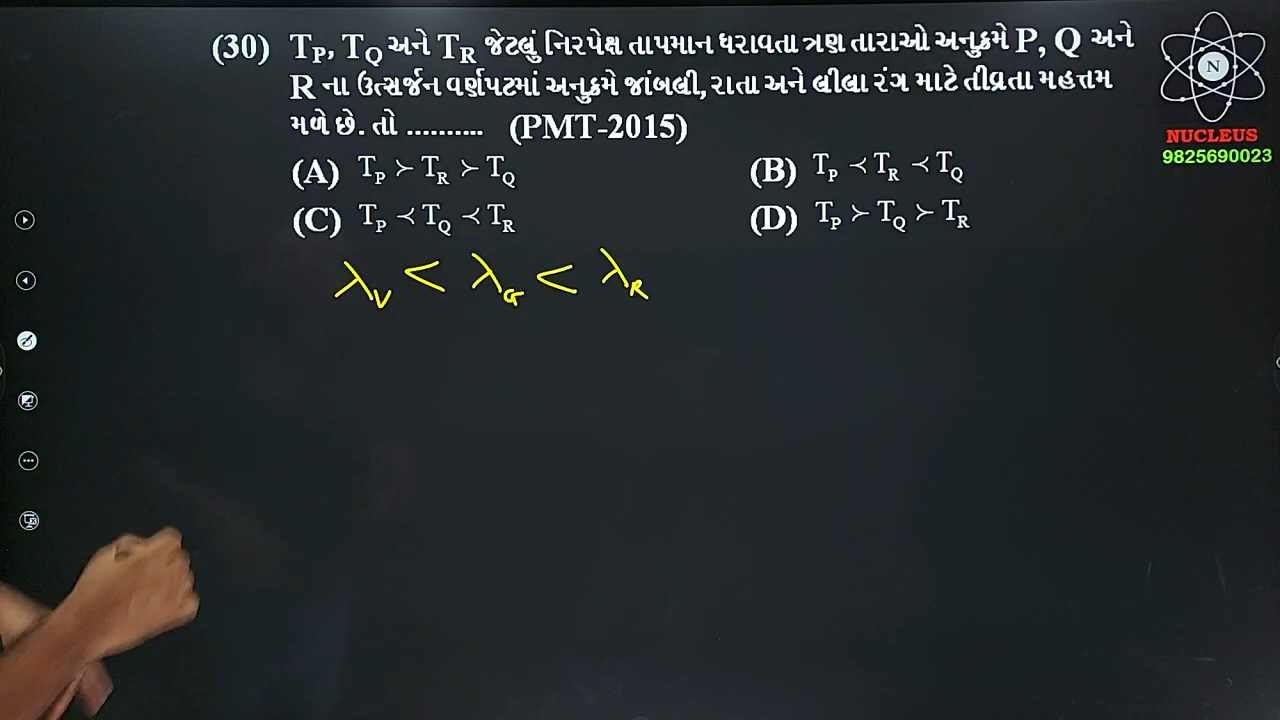 (30) T_P, T_Q અને T_R જેટલું નિરપેક્ષ તાપમાન ધરાવતા ત્રણ તારાઓ અનુક્રમે P, Q અને
R ના ઉત્સર્જન વર્ણપટમાં અનુક્રમે જાંબલી, રાતા અને લીલા રંગ માટે તીવ્રતા મહત્તમ
મળે છે. તો .......... (PMT-2015)
(A) T_P ≻ T_R ≻ T_Q (B) T_P ≺ T_R ≺ T_Q
(C) T_P ≺ T_Q ≺ T_R (D) T_P ≻ T_Q ≻ T_R
λ_V < λ_G < λ_R
N
NUCLEUS
9825690023